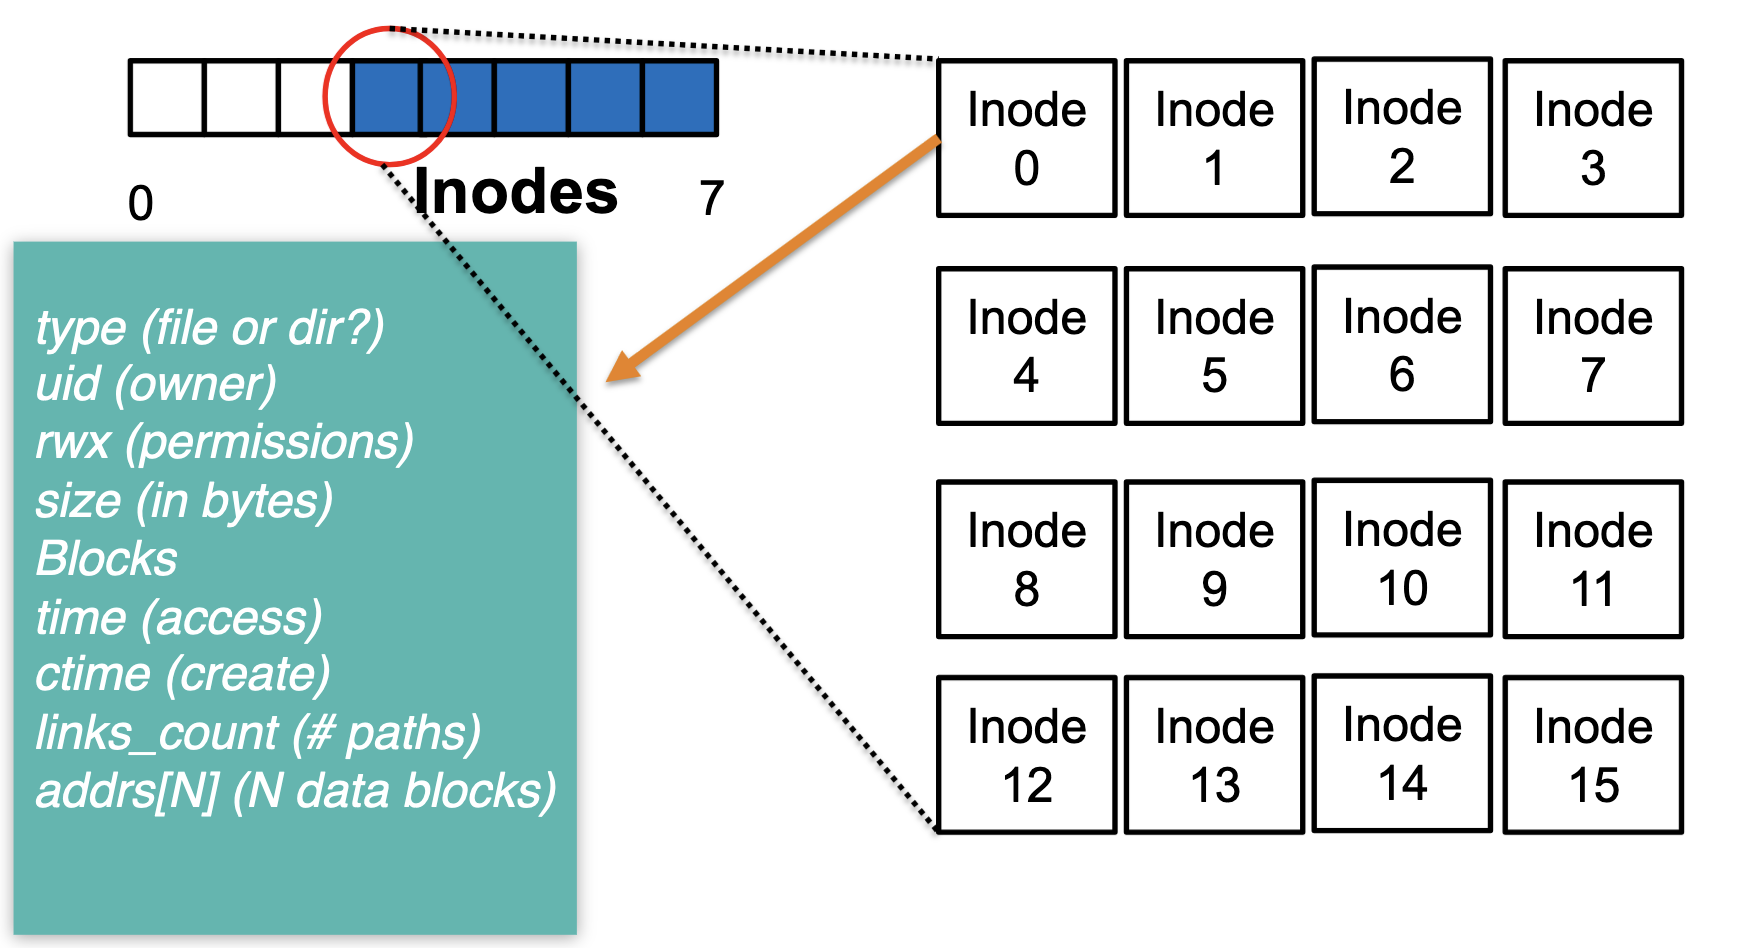 0
Inodes
7
type (file or dir?)
uid (owner)
rwx (permissions)
size (in bytes)
Blocks
time (access)
ctime (create)
links_count (# paths)
addrs[N] (N data blocks)
Inode
0
Inode
1
Inode
2
Inode
3
Inode
4
Inode
5
Inode
6
Inode
7
Inode
8
Inode
9
Inode
10
Inode
11
Inode
12
Inode
13
Inode
14
Inode
15